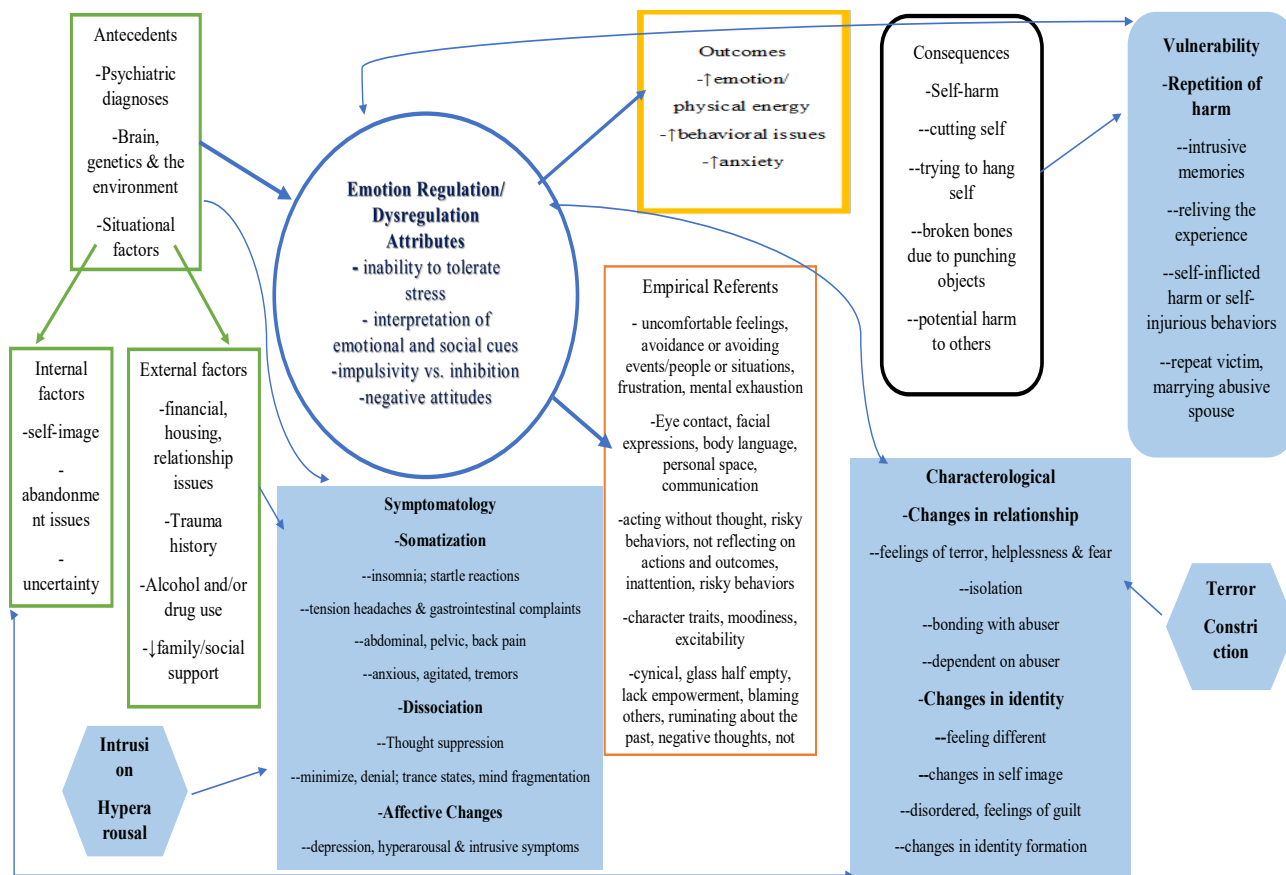 Antecedents
-Psychiatric
diagnoses
-Brain,
genetics & the
environment
-Situational
factors
Internal
factors
-self-image
-
abandonme
nt issues
-
uncertainty
External factors
-financial,
housing,
relationship
issues
-Trauma
history
-Alcohol and/or
drug use
-↓family/social
support
Emotion Regulation/
Dysregulation
Attributes
- inability to tolerate
stress
- interpretation of
emotional and social cues
-impulsivity vs. inhibition
-negative attitudes
Outcomes
-↑emotion/
physical energy
-↑behavioral issues
-↑anxiety
Consequences
-Self-harm
--cutting self
--trying to hang
self
--broken bones
due to punching
objects
--potential harm
to others
Vulnerability
-Repetition of
harm
--intrusive
memories
--reliving the
experience
--self-inflicted
harm or self-
injurious behaviors
--repeat victim,
marrying abusive
spouse
Empirical Referents
- uncomfortable feelings,
avoidance or avoiding
events/people or situations,
frustration, mental exhaustion
-Eye contact, facial
expressions, body language,
personal space,
communication
-acting without thought, risky
behaviors, not reflecting on
actions and outcomes,
inattention, risky behaviors
-character traits, moodiness,
excitability
-cynical, glass half empty,
lack empowerment, blaming
others, ruminating about the
past, negative thoughts, not
Symptomatology
-Somatization
--insomnia; startle reactions
--tension headaches & gastrointestinal complaints
--abdominal, pelvic, back pain
--anxious, agitated, tremors
-Dissociation
--Thought suppression
--minimize, denial; trance states, mind fragmentation
-Affective Changes
--depression, hyperarousal & intrusive symptoms
Intrusi
on
Hypera
rousal
Characterological
-Changes in relationship
--feelings of terror, helplessness & fear
--isolation
--bonding with abuser
--dependent on abuser
-Changes in identity
--feeling different
--changes in self image
--disordered, feelings of guilt
--changes in identity formation
Terror
Constri
ction